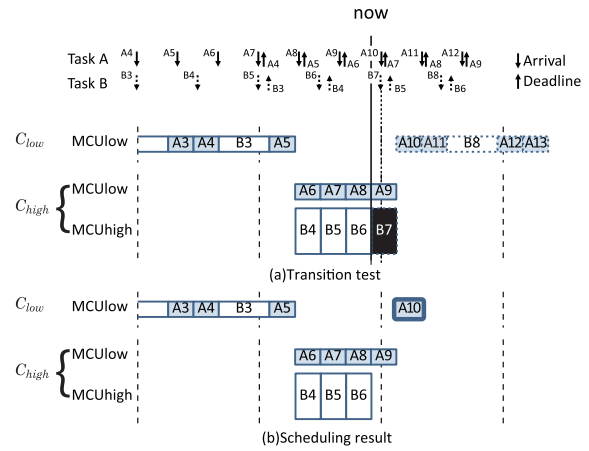 now
A4 A5 A6 A7 A8 A9 A10 A11 A12
Task A
A4 A5 A6 A7 A8 A9
Arrival
B3 B4 B5 B6 B7 B8
Task B
B3 B4 B5 B6
Deadline
C_low MCUlow A3 A4 B3 A5 A10 A11 B8 A12 A13
MCUlow A6 A7 A8 A9
C_high {
MCUhigh B4 B5 B6 B7
(a)Transition test
C_low MCUlow A3 A4 B3 A5 A10
MCUlow A6 A7 A8 A9
C_high {
MCUhigh B4 B5 B6
(b)Scheduling result